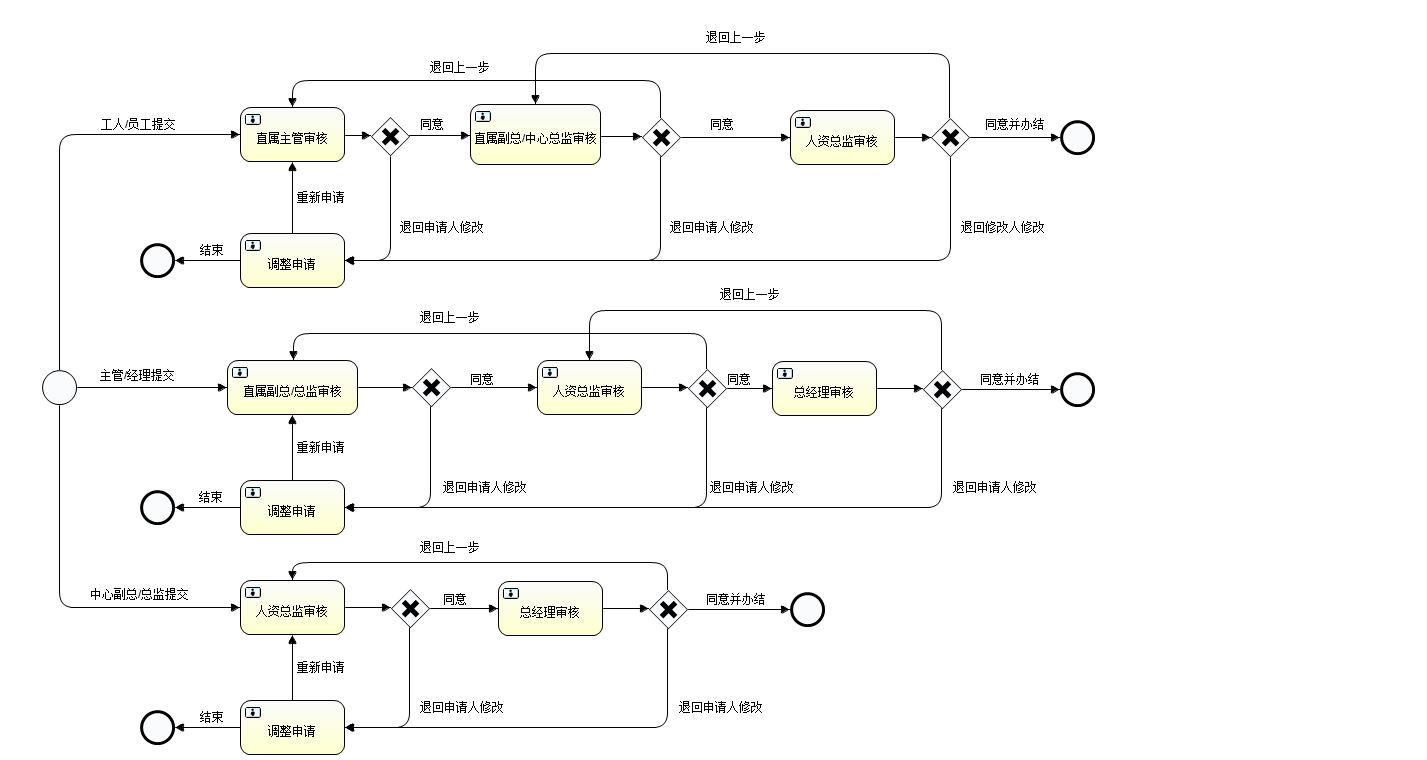 退回上一步
退回上一步
工人/员工提交
直属主管审核
同意
直属副总/中心总监审核
同意
人资总监审核
同意并办结
重新申请
退回申请人修改
退回申请人修改
退回修改人修改
结束
调整申请
退回上一步
退回上一步
主管/经理提交
直属副总/总监审核
同意
人资总监审核
同意
总经理审核
同意并办结
重新申请
退回申请人修改
退回申请人修改
退回申请人修改
结束
调整申请
退回上一步
中心副总/总监提交
人资总监审核
同意
总经理审核
同意并办结
重新申请
退回申请人修改
退回申请人修改
结束
调整申请